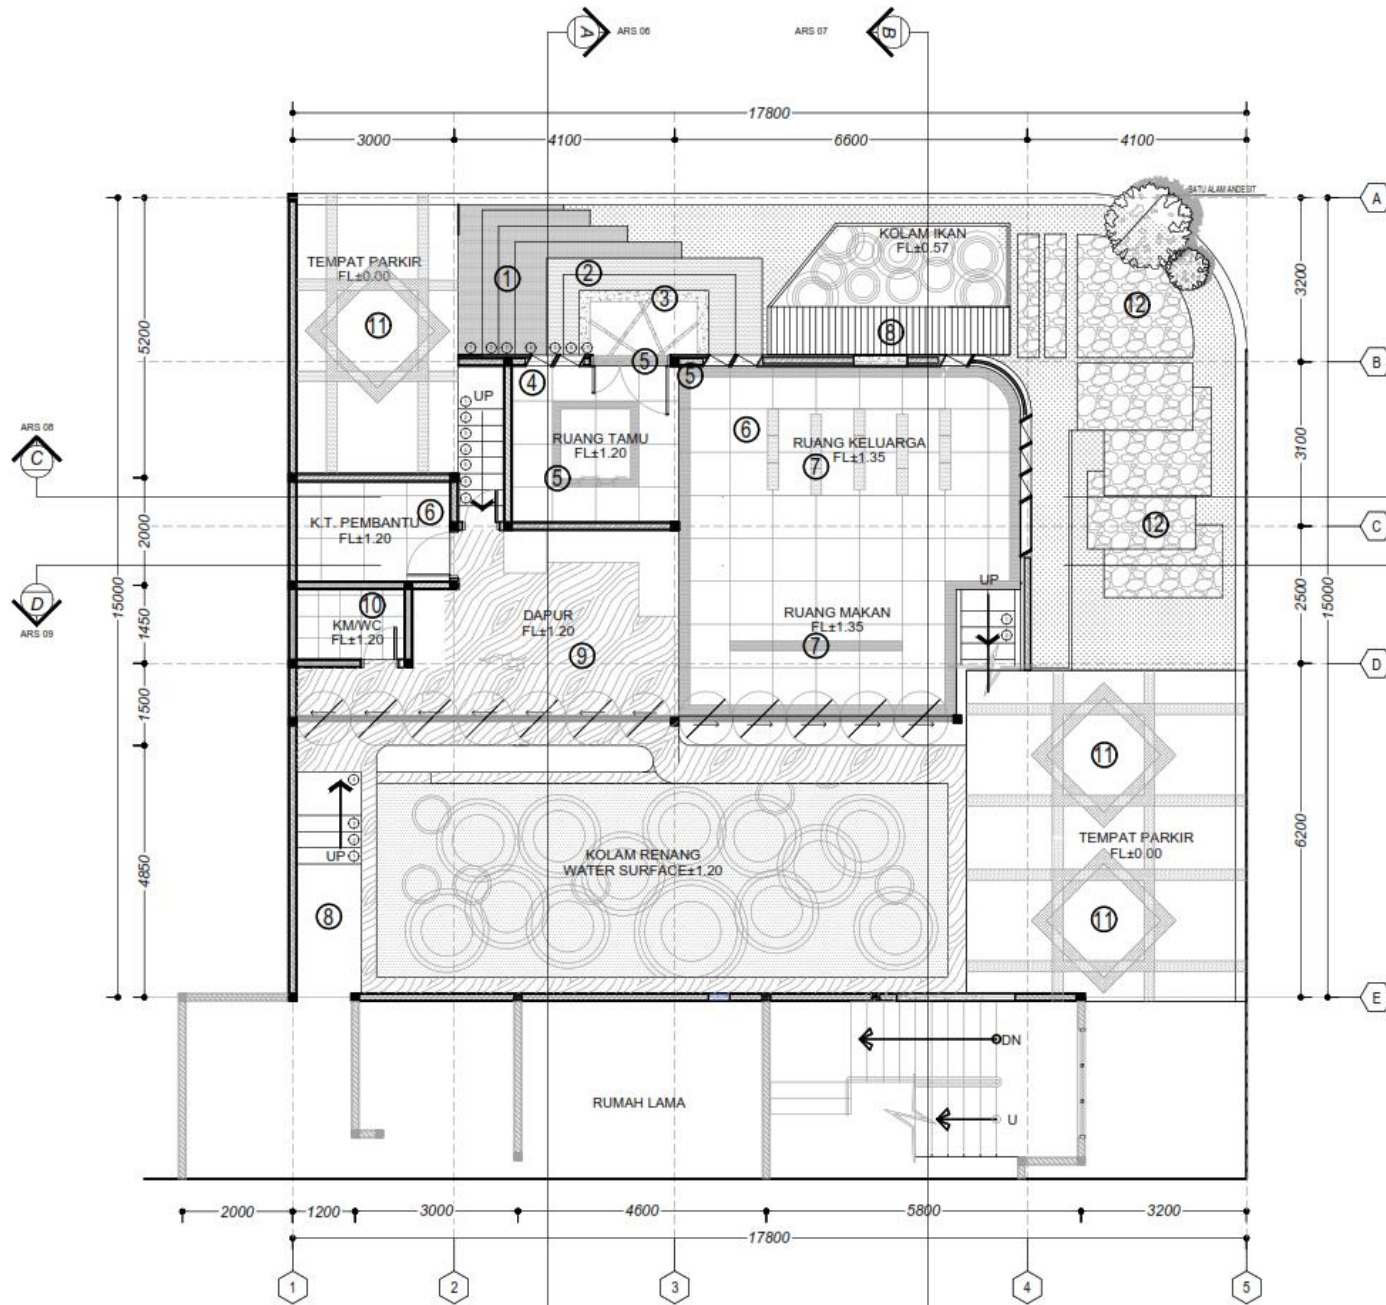 A
ARS 06
ARS 07
B
17800
3000
4100
6600
4100
BATU ALAM ANDESIT
A
KOLAM IKAN
FL±0.57
TEMPAT PARKIR
FL±0.00
1
2
3
11
8
12
5200
3200
B
5
5
4
UP
6
RUANG TAMU
FL±1.20
RUANG KELUARGA
FL±1.35
7
5
3100
ARS 08
C
6
K.T. PEMBANTU
FL±1.20
12
C
2000
15000
ARS 09
D
10
KM/WC
FL±1.20
1450
DAPUR
FL±1.20
9
UP
RUANG MAKAN
FL±1.35
7
2500
15000
D
1500
11
4850
UP
KOLAM RENANG
WATER SURFACE±1.20
TEMPAT PARKIR
FL±0.00
6200
8
11
E
DN
RUMAH LAMA
U
2000
1200
3000
4600
5800
3200
17800
1
2
3
4
5